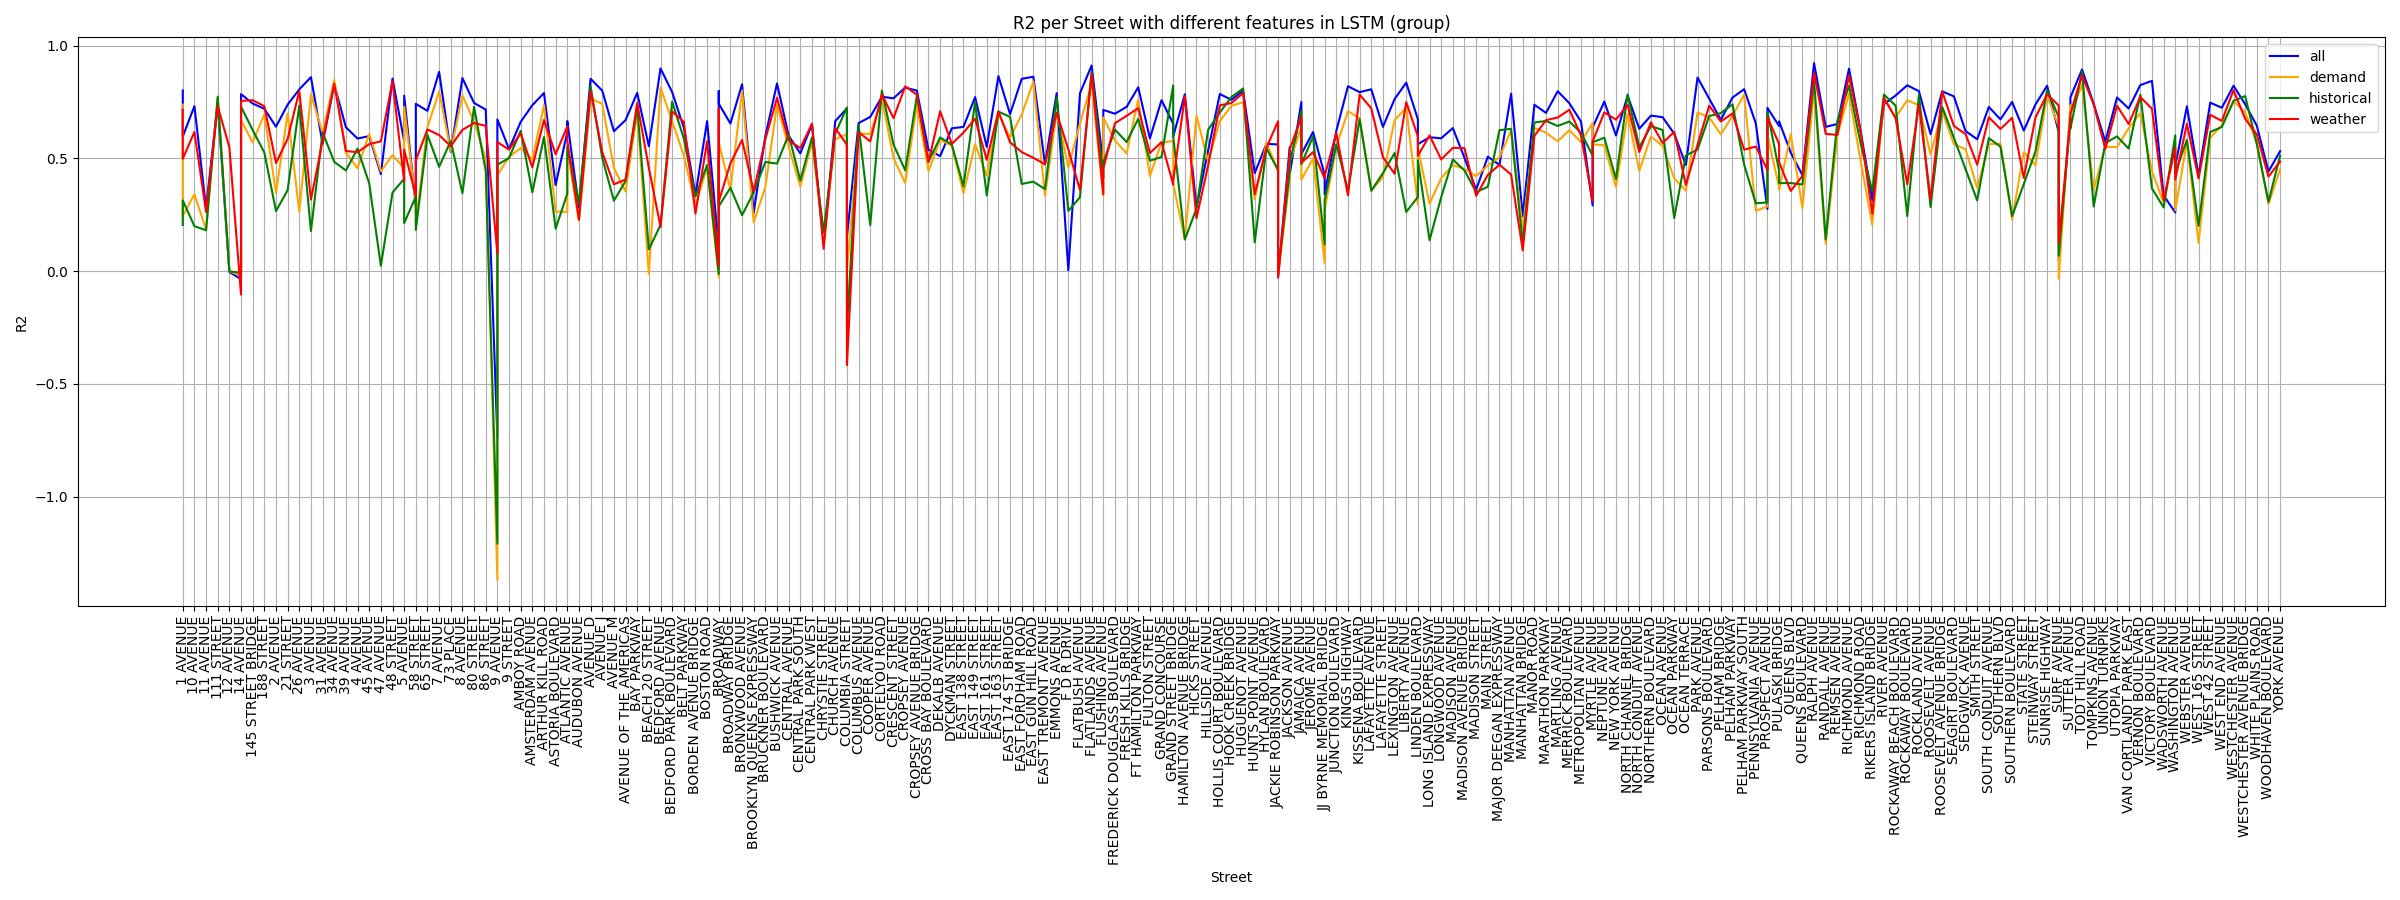 R2 per Street with different features in LSTM (group)
all
demand
historical
weather
1.0
0.5
0.0
−0.5
−1.0
R2
1 AVENUE
10 AVENUE
11 AVENUE
111 STREET
12 AVENUE
14 AVENUE
145 STREET BRIDGE
188 STREET
2 AVENUE
21 STREET
26 AVENUE
3 AVENUE
31 AVENUE
34 AVENUE
39 AVENUE
4 AVENUE
45 AVENUE
47 AVENUE
48 STREET
5 AVENUE
58 STREET
65 STREET
7 AVENUE
73 PLACE
8 AVENUE
80 STREET
86 STREET
9 AVENUE
9 STREET
AMBOY ROAD
AMSTERDAM AVENUE
ARTHUR KILL ROAD
ASTORIA BOULEVARD
ATLANTIC AVENUE
AUDUBON AVENUE
AVENUE D
AVENUE J
AVENUE M
AVENUE OF THE AMERICAS
BAY PARKWAY
BEACH 20 STREET
BEDFORD AVENUE
BEDFORD PARK BOULEVARD
BELT PARKWAY
BORDEN AVENUE BRIDGE
BOSTON ROAD
BROADWAY
BROADWAY BRIDGE
BRONXWOOD AVENUE
BROOKLYN QUEENS EXPRESSWAY
BRUCKNER BOULEVARD
BUSHWICK AVENUE
CENTRAL AVENUE
CENTRAL PARK SOUTH
CENTRAL PARK WEST
CHRYSTIE STREET
CHURCH AVENUE
COLUMBIA STREET
COLUMBUS AVENUE
COOPER AVENUE
CORTELYOU ROAD
CRESCENT STREET
CROPSEY AVENUE
CROPSEY AVENUE BRIDGE
CROSS BAY BOULEVARD
DEKALB AVENUE
DYCKMAN STREET
EAST 138 STREET
EAST 149 STREET
EAST 161 STREET
EAST 163 STREET
EAST 174 ST BRIDGE
EAST FORDHAM ROAD
EAST GUN HILL ROAD
EAST TREMONT AVENUE
EMMONS AVENUE
F D R DRIVE
FLATBUSH AVENUE
FLATLANDS AVENUE
FLUSHING AVENUE
FREDERICK DOUGLASS BOULEVARD
FRESH KILLS BRIDGE
FT HAMILTON PARKWAY
FULTON STREET
GRAND CONCOURSE
GRAND STREET BRIDGE
HAMILTON AVENUE BRIDGE
HICKS STREET
HILLSIDE AVENUE
HOLLIS COURT BOULEVARD
HOOK CREEK BRIDGE
HUGUENOT AVENUE
HUNTS POINT AVENUE
HYLAN BOULEVARD
JACKIE ROBINSON PARKWAY
JACKSON AVENUE
JAMAICA AVENUE
JEROME AVENUE
JJ BYRNE MEMORIAL BRIDGE
JUNCTION BOULEVARD
KINGS HIGHWAY
KISSENA BOULEVARD
LAFAYETTE AVENUE
LAFAYETTE STREET
LEXINGTON AVENUE
LIBERTY AVENUE
LINDEN BOULEVARD
LONG ISLAND EXPRESSWAY
LONGWOOD AVENUE
MADISON AVENUE
MADISON AVENUE BRIDGE
MADISON STREET
MAIN STREET
MAJOR DEEGAN EXPRESSWAY
MANHATTAN AVENUE
MANHATTAN BRIDGE
MANOR ROAD
MARATHON PARKWAY
MARTLING AVENUE
MERRICK BOULEVARD
METROPOLITAN AVENUE
MYRTLE AVENUE
NEPTUNE AVENUE
NEW YORK AVENUE
NORTH CHANNEL BRIDGE
NORTH CONDUIT AVENUE
NORTHERN BOULEVARD
OCEAN AVENUE
OCEAN PARKWAY
OCEAN TERRACE
PARK AVENUE
PARSONS BOULEVARD
PELHAM BRIDGE
PELHAM PARKWAY
PELHAM PARKWAY SOUTH
PENNSYLVANIA AVENUE
PROSPECT AVENUE
PULASKI BRIDGE
QUEENS BLVD
QUEENS BOULEVARD
RALPH AVENUE
RANDALL AVENUE
REMSEN AVENUE
RICHMOND AVENUE
RICHMOND ROAD
RIKERS ISLAND BRIDGE
RIVER AVENUE
ROCKAWAY BEACH BOULEVARD
ROCKAWAY BOULEVARD
ROCKLAND AVENUE
ROOSEVELT AVENUE
ROOSEVELT AVENUE BRIDGE
SEAGIRT BOULEVARD
SEDGWICK AVENUE
SMITH STREET
SOUTH CONDUIT AVENUE
SOUTHERN BLVD
SOUTHERN BOULEVARD
STATE STREET
STEINWAY STREET
SUNRISE HIGHWAY
SURF AVENUE
SUTTER AVENUE
TODT HILL ROAD
TOMPKINS AVENUE
UNION TURNPIKE
UTOPIA PARKWAY
VAN CORTLAND PARK EAST
VERNON BOULEVARD
VICTORY BOULEVARD
WADSWORTH AVENUE
WASHINGTON AVENUE
WEBSTER AVENUE
WEST 165 STREET
WEST 42 STREET
WEST END AVENUE
WESTCHESTER AVENUE
WESTCHESTER AVENUE BRIDGE
WHITE PLAINS ROAD
WOODHAVEN BOULEVARD
YORK AVENUE
Street